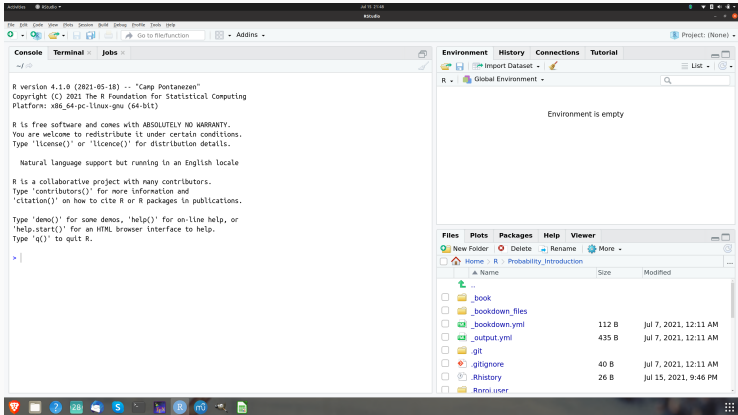 Activities RStudio
Jul 15 21:48
RStudio
File Edit Code View Plots Session Build Debug Profile Tools Help
Go to file/function Addins Project: (None)
Console Terminal Jobs
~/
R version 4.1.0 (2021-05-18) -- "Camp Pontanezen"
Copyright (C) 2021 The R Foundation for Statistical Computing
Platform: x86_64-pc-linux-gnu (64-bit)
R is free software and comes with ABSOLUTELY NO WARRANTY.
You are welcome to redistribute it under certain conditions.
Type 'license()' or 'licence()' for distribution details.
Natural language support but running in an English locale
R is a collaborative project with many contributors.
Type 'contributors()' for more information and
'citation()' on how to cite R or R packages in publications.
Type 'demo()' for some demos, 'help()' for on-line help, or
'help.start()' for an HTML browser interface to help.
Type 'q()' to quit R.
>
Environment History Connections Tutorial
Import Dataset List
R Global Environment
Environment is empty
Files Plots Packages Help Viewer
New Folder Delete Rename More
Home R Probability_Introduction ...
Name Size Modified
..
_book
_bookdown_files
_bookdown.yml 112 B Jul 7, 2021, 12:11 AM
_output.yml 435 B Jul 7, 2021, 12:11 AM
.git
.gitignore 40 B Jul 7, 2021, 12:11 AM
.Rhistory 26 B Jul 15, 2021, 9:46 PM
.Rproj.user